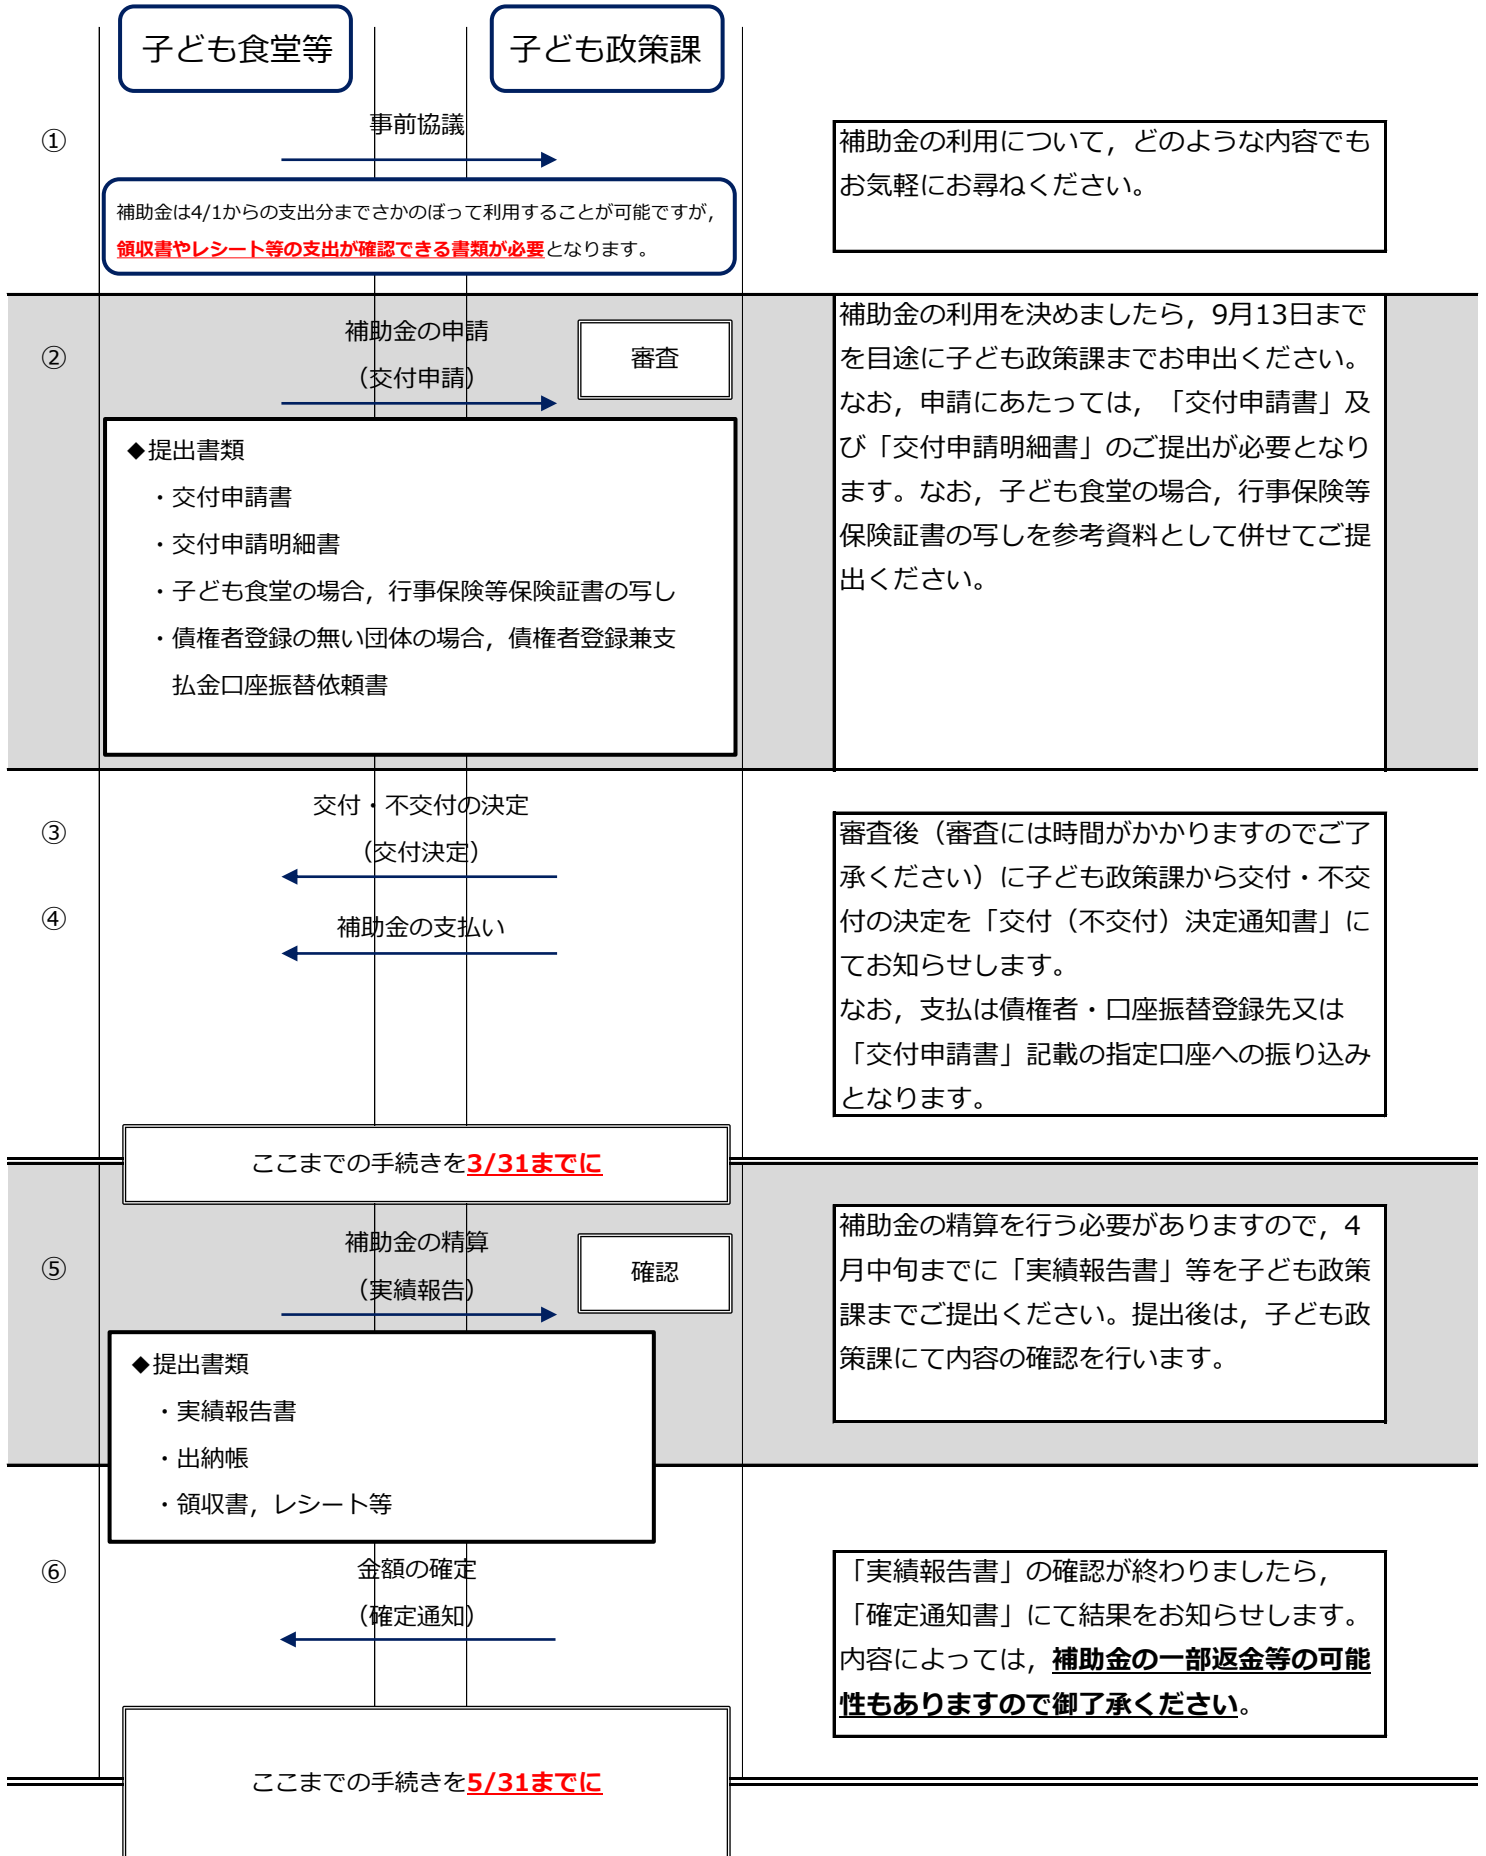 子ども食堂等
子ども政策課
①
事前協議
補助金の利用について，どのような内容でも
お気軽にお尋ねください。
補助金は4/1からの支出分までさかのぼって利用することが可能ですが，
領収書やレシート等の支出が確認できる書類が必要となります。
②
補助金の申請
（交付申請）
審査
補助金の利用を決めましたら，9月13日まで
を目途に子ども政策課までお申出ください。
なお，申請にあたっては，「交付申請書」及
び「交付申請明細書」のご提出が必要となり
ます。なお，子ども食堂の場合，行事保険等
保険証書の写しを参考資料として併せてご提
出ください。
◆提出書類
・交付申請書
・交付申請明細書
・子ども食堂の場合，行事保険等保険証書の写し
・債権者登録の無い団体の場合，債権者登録兼支
払金口座振替依頼書
③
交付・不交付の決定
（交付決定）
④
補助金の支払い
審査後（審査には時間がかかりますのでご了
承ください）に子ども政策課から交付・不交
付の決定を「交付（不交付）決定通知書」に
てお知らせします。
なお，支払は債権者・口座振替登録先又は
「交付申請書」記載の指定口座への振り込み
となります。
ここまでの手続きを3/31までに
⑤
補助金の精算
（実績報告）
確認
補助金の精算を行う必要がありますので，4
月中旬までに「実績報告書」等を子ども政策
課までご提出ください。提出後は，子ども政
策課にて内容の確認を行います。
◆提出書類
・実績報告書
・出納帳
・領収書，レシート等
⑥
金額の確定
（確定通知）
「実績報告書」の確認が終わりましたら，
「確定通知書」にて結果をお知らせします。
内容によっては，補助金の一部返金等の可能
性もありますので御了承ください。
ここまでの手続きを5/31までに